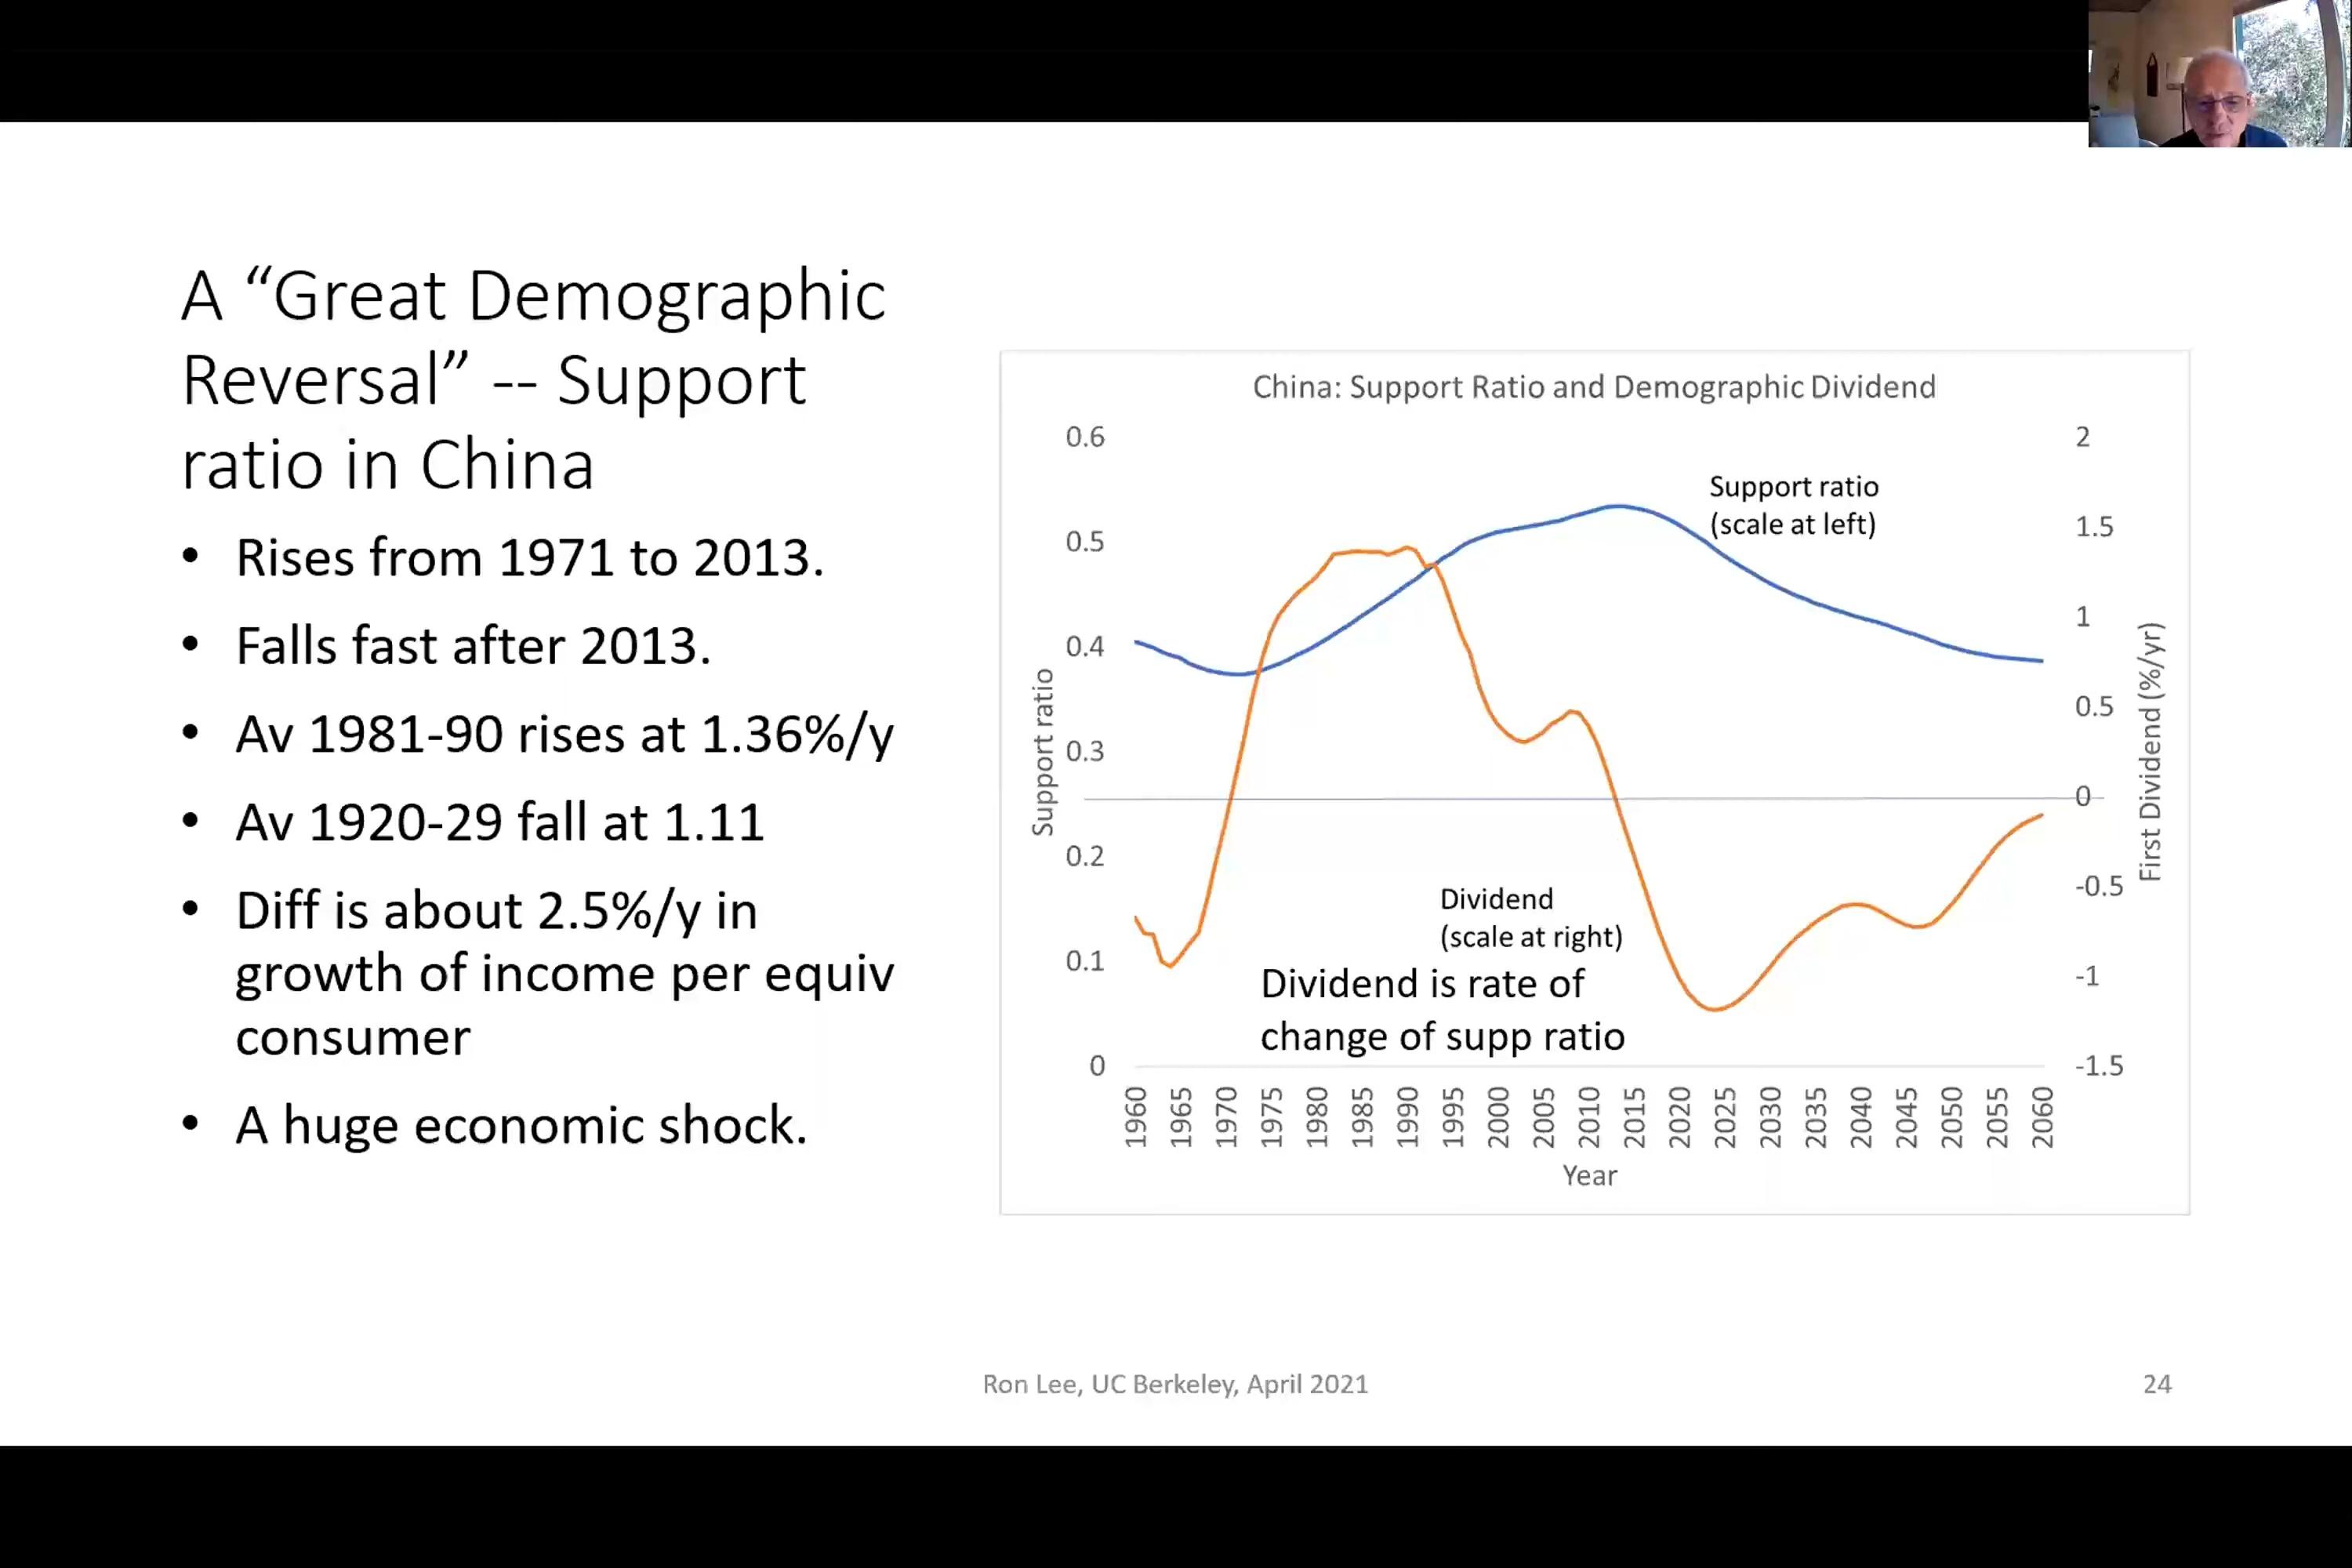 A “Great Demographic
Reversal” -- Support
ratio in China
• Rises from 1971 to 2013.
• Falls fast after 2013.
• Av 1981-90 rises at 1.36%/y
• Av 1920-29 fall at 1.11
• Diff is about 2.5%/y in
growth of income per equiv
consumer
• A huge economic shock.
China: Support Ratio and Demographic Dividend
0.6
0.5
0.4
0.3
0.2
0.1
0
Support ratio
Support ratio
(scale at left)
Dividend
(scale at right)
Dividend is rate of
change of supp ratio
2
1.5
1
0.5
0
-0.5
-1
-1.5
First Dividend (%/yr)
1960
1965
1970
1975
1980
1985
1990
1995
2000
2005
2010
2015
2020
2025
2030
2035
2040
2045
2050
2055
2060
Year
Ron Lee, UC Berkeley, April 2021
24